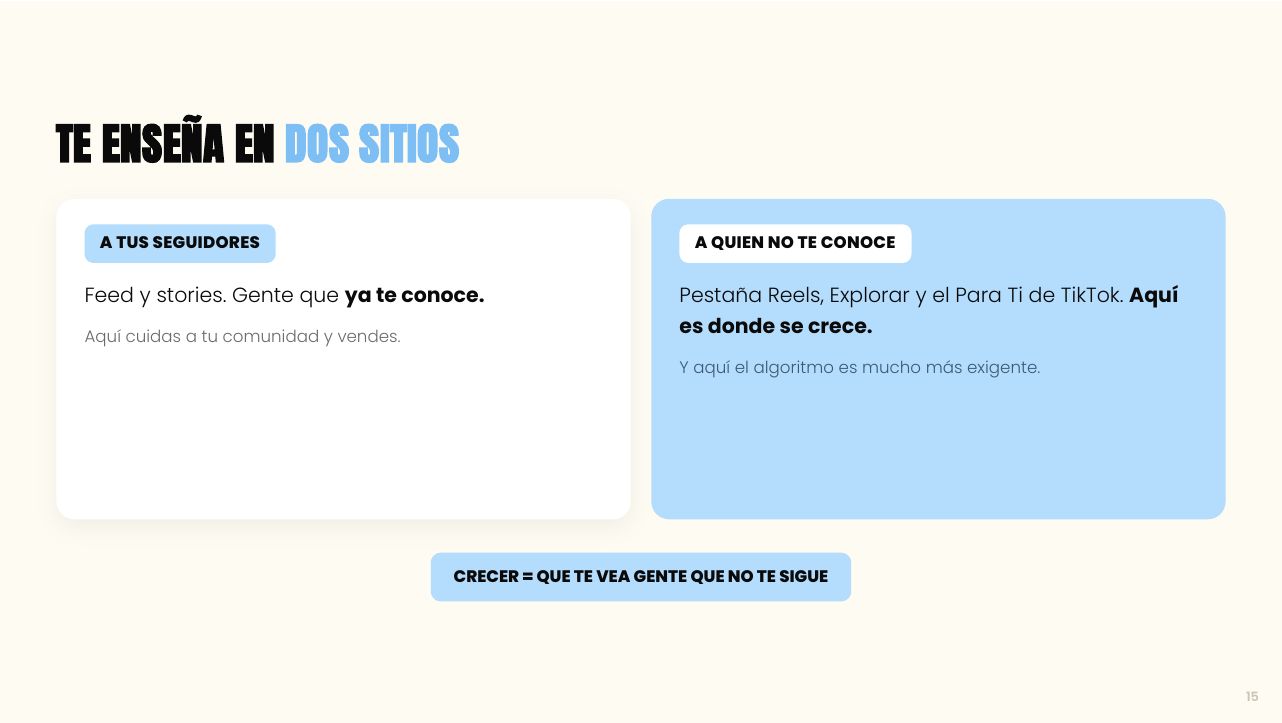 TE ENSEÑA EN DOS SITIOS
A TUS SEGUIDORES
Feed y stories. Gente que ya te conoce.
Aquí cuidas a tu comunidad y vendes.
A QUIEN NO TE CONOCE
Pestaña Reels, Explorar y el Para Ti de TikTok. Aquí
es donde se crece.
Y aquí el algoritmo es mucho más exigente.
CRECER = QUE TE VEA GENTE QUE NO TE SIGUE
15